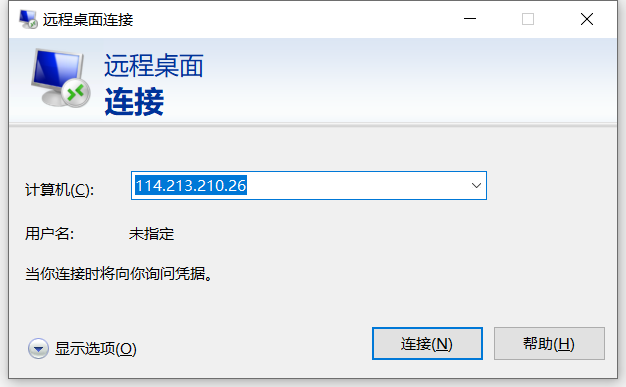 远程桌面连接
远程桌面
连接
计算机(C):
114.213.210.26
用户名:
未指定
当你连接时将向你询问凭据。
显示选项(O)
连接(N)
帮助(H)